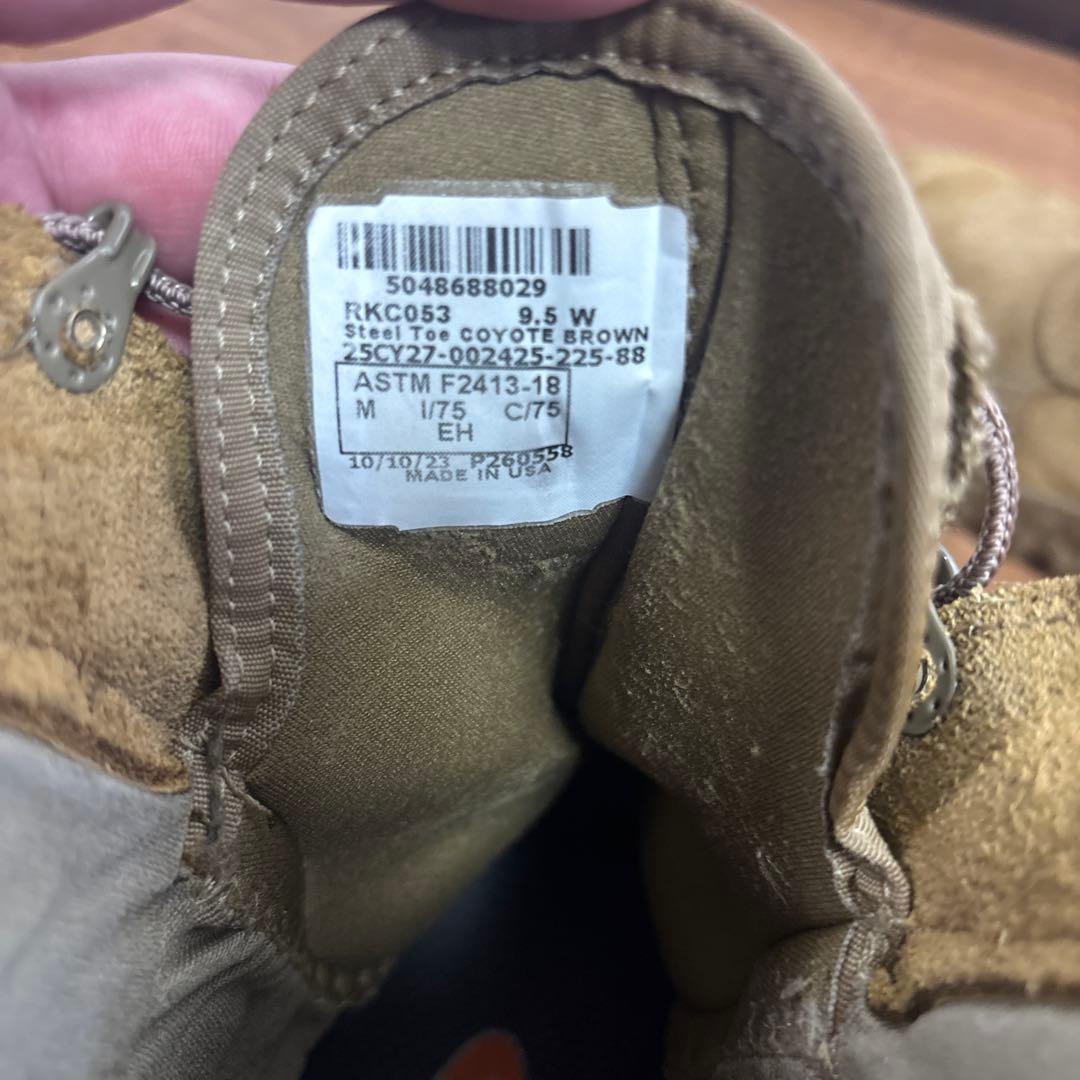 5048688029
RKC053 9.5 W
Steel Toe COYOTE BROWN
25CY27-002425-225-88
ASTM F2413-18
M I/75 C/75
EH
10/10/23 P260558
MADE IN USA